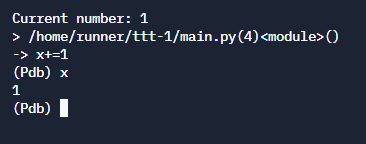 Current number: 1
> /home/runner/ttt-1/main.py(4)<module>()
-> x+=1
(Pdb) x
1
(Pdb)